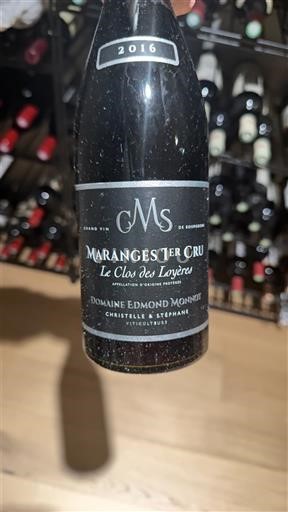 2016
GMS
GRAND VIN DE BOURGOGNE
MARANGES 1ER CRU
Le Clos des Loyères
APPELLATION D'ORIGINE PROTÉGÉE
DOMAINE EDMOND MONNOT
CHRISTELLE & STÉPHANE
VITICULTEURS